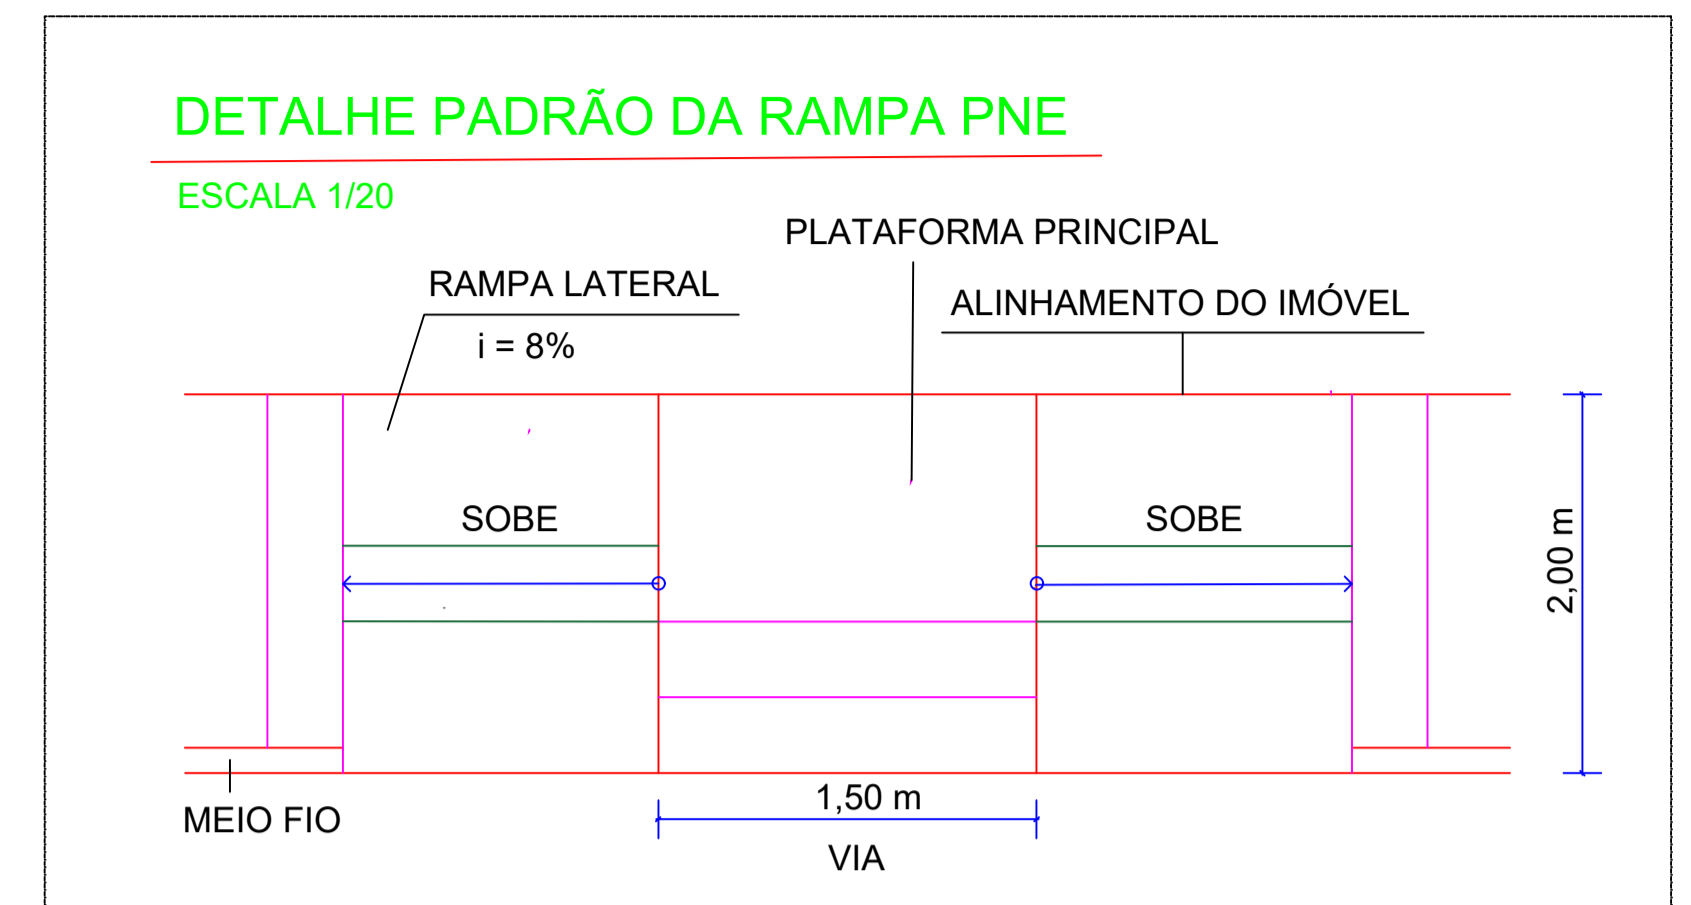 DETALHE PADRÃO DA RAMPA PNE
ESCALA 1/20
PLATAFORMA PRINCIPAL
RAMPA LATERAL
i = 8%
ALINHAMENTO DO IMÓVEL
SOBE
SOBE
2,00 m
1,50 m
MEIO FIO
VIA